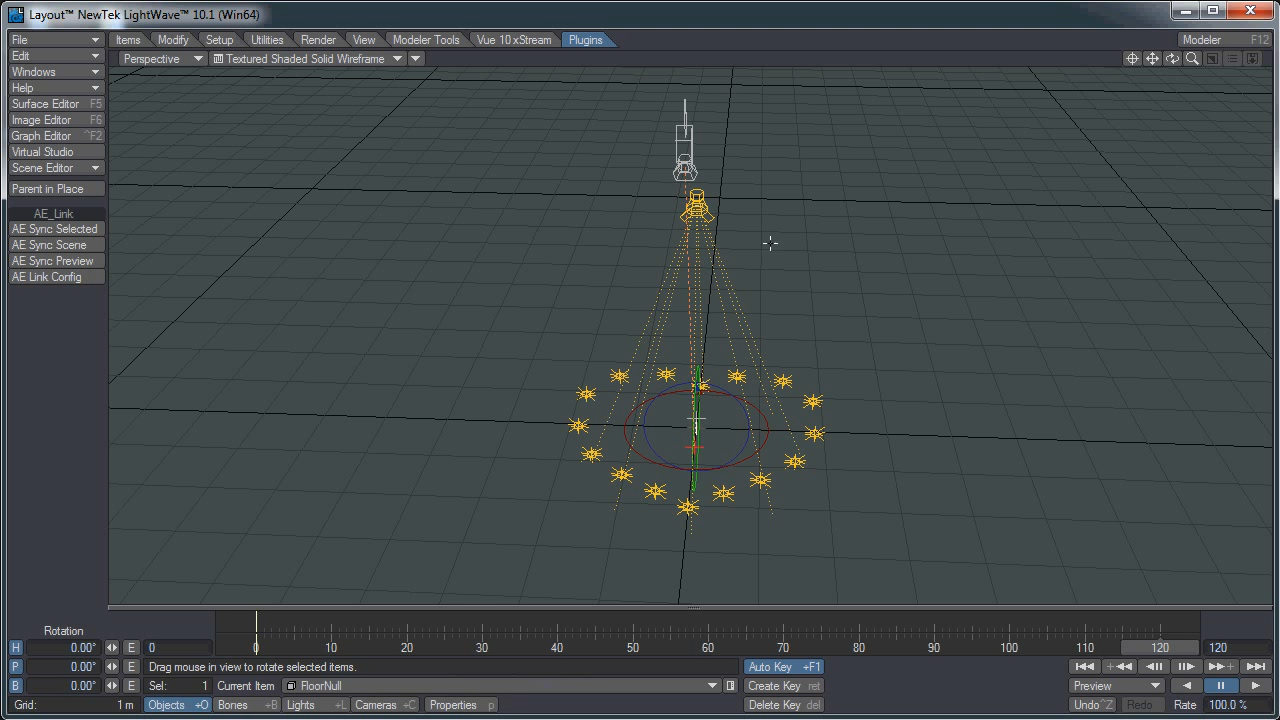 Layout™ NewTek LightWave™ 10.1 (Win64)
File
Items Modify Setup Utilities Render View Modeler Tools Vue 10 xStream Plugins
Modeler F12
Edit
Perspective Textured Shaded Solid Wireframe
Windows
Help
Surface Editor F5
Image Editor F6
Graph Editor ^F2
Virtual Studio
Scene Editor
Parent in Place
AE_Link
AE Sync Selected
AE Sync Scene
AE Sync Preview
AE Link Config
Rotation
H 0.00° E 0
0 10 20 30 40 50 60 70 80 90 100 110 120 120
P 0.00° E Drag mouse in view to rotate selected items. Auto Key +F1
B 0.00° E Sel: 1 Current Item FloorNull Create Key ret Preview
Grid: 1 m Objects +O Bones +B Lights +L Cameras +C Properties p Delete Key del Undo^Z Redo Rate 100.0 %